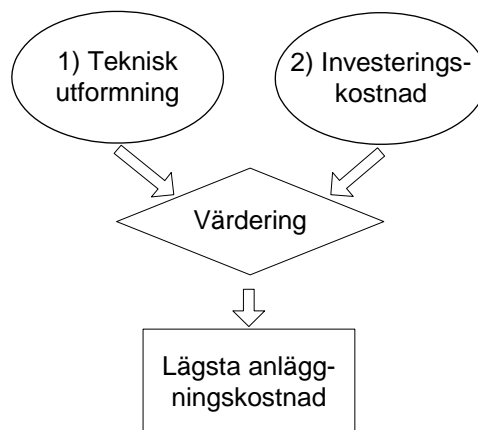 1) Teknisk
utformning
2) Investerings-
kostnad
Värdering
Lägsta anlägg-
ningskostnad